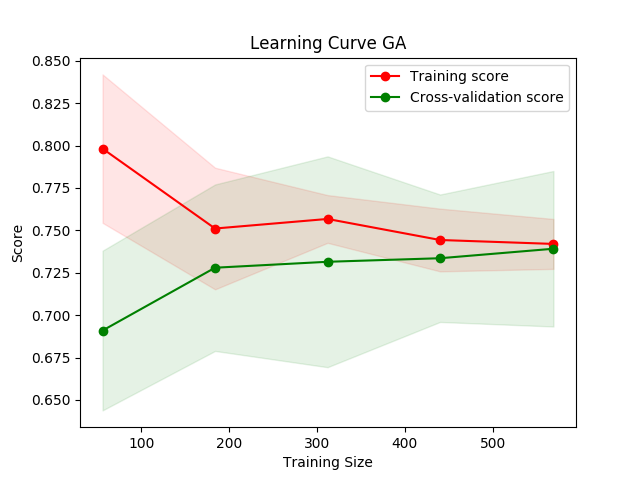 Learning Curve GA
Training score
Cross-validation score
0.850
0.825
0.800
0.775
0.750
0.725
0.700
0.675
0.650
Score
100 200 300 400 500
Training Size